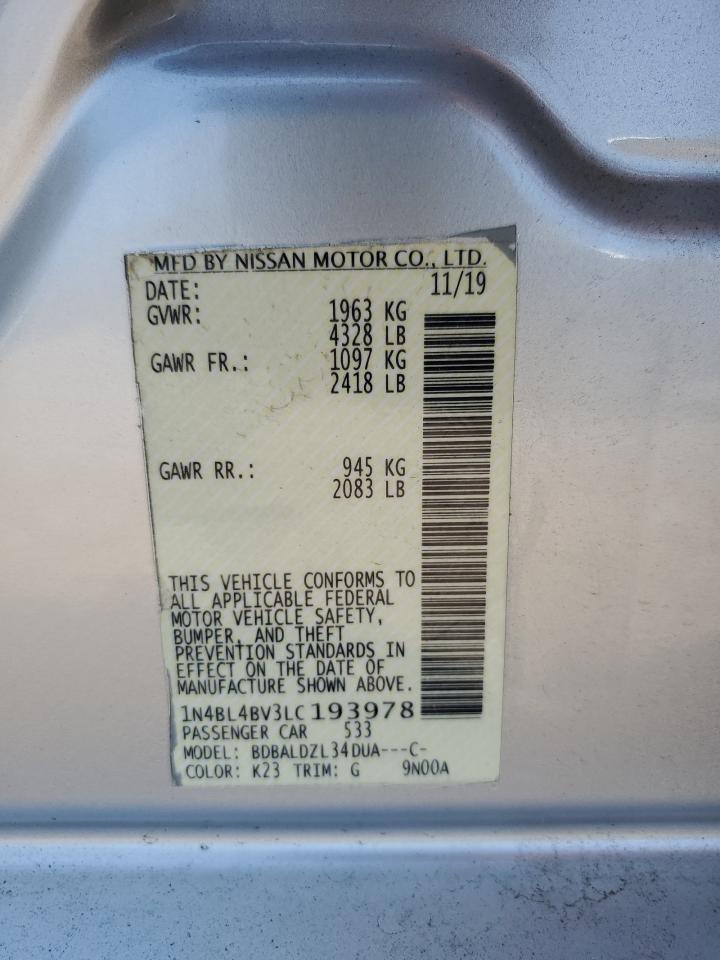 MFD BY NISSAN MOTOR CO., LTD.
DATE: 11/19
GVWR: 1963 KG
4328 LB
GAWR FR.: 1097 KG
2418 LB
GAWR RR.: 945 KG
2083 LB
THIS VEHICLE CONFORMS TO
ALL APPLICABLE FEDERAL
MOTOR VEHICLE SAFETY,
BUMPER, AND THEFT
PREVENTION STANDARDS IN
EFFECT ON THE DATE OF
MANUFACTURE SHOWN ABOVE.
1N4BL4BV3LC193978
PASSENGER CAR 533
MODEL: BDBALDZL34DUA---C-
COLOR: K23 TRIM: G 9N00A